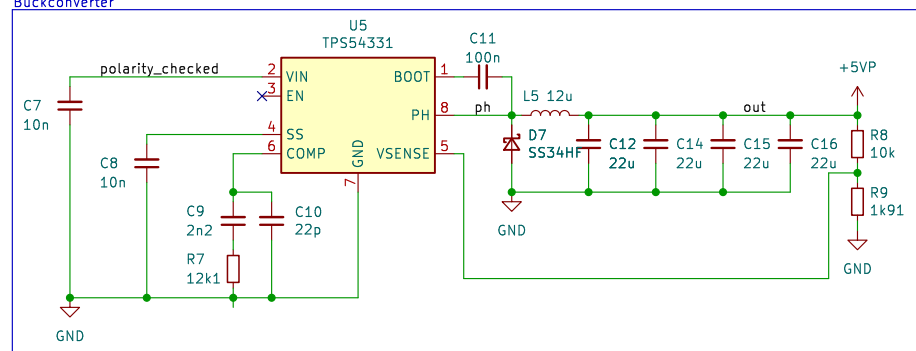 Buckconverter
U5
TPS54331
polarity_checked
2
VIN
3
EN
4
SS
6
COMP
GND
7
BOOT
1
PH
8
VSENSE
5
C11
100n
ph
L5 12u
out
+5VP
C7
10n
C8
10n
C9
2n2
C10
22p
R7
12k1
D7
SS34HF
C12
22u
C14
22u
C15
22u
C16
22u
R8
10k
R9
1k91
GND
GND
GND